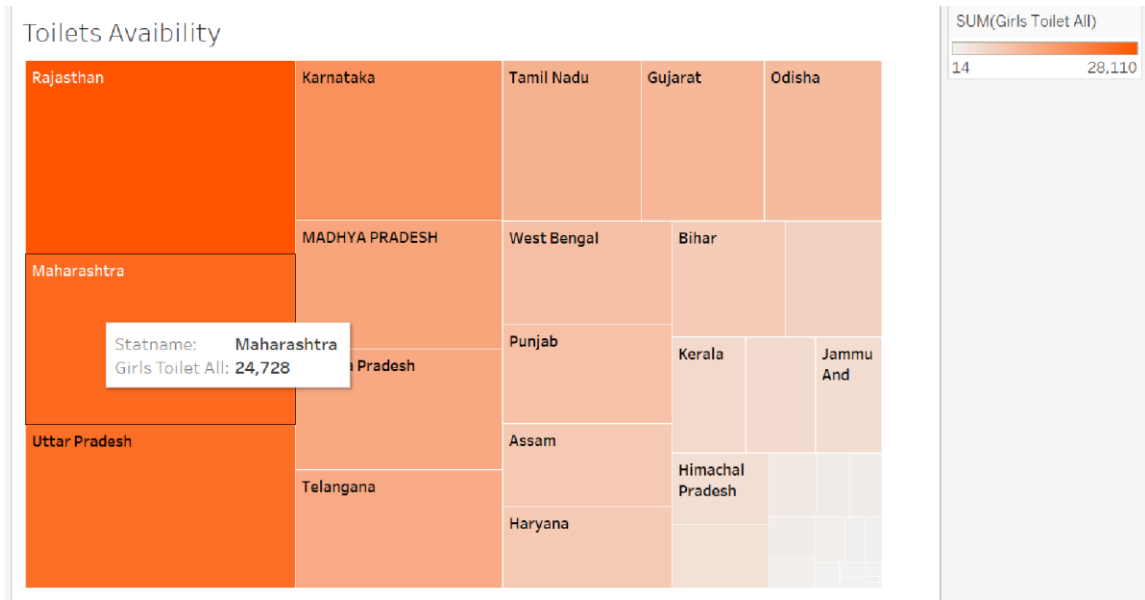 Toilets Avaibility
SUM(Girls Toilet All)
14 28,110
Rajasthan
Karnataka
Tamil Nadu
Gujarat
Odisha
MADHYA PRADESH
West Bengal
Bihar
Maharashtra
Statname: Maharashtra
Girls Toilet All: 24,728
Pradesh
Punjab
Kerala
Jammu
And
Uttar Pradesh
Assam
Himachal
Pradesh
Telangana
Haryana